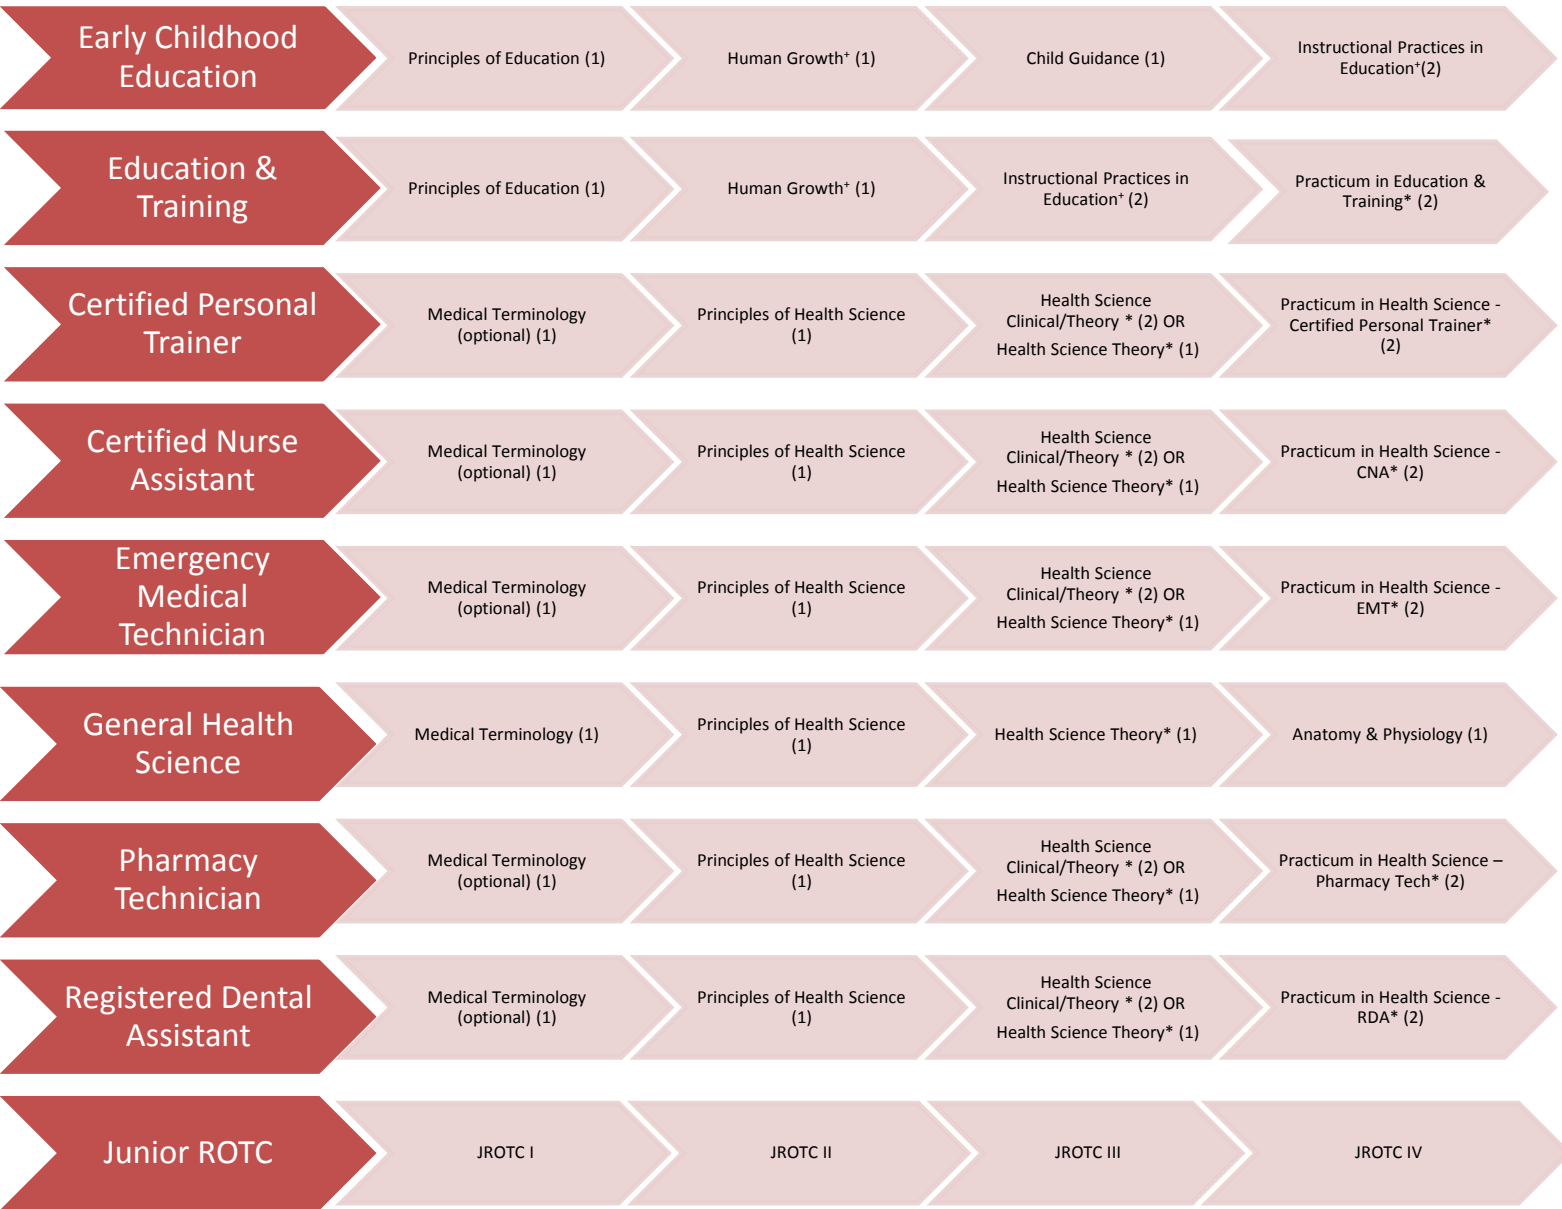 Early Childhood
Education
Principles of Education (1)
Human Growth⁺ (1)
Child Guidance (1)
Instructional Practices in
Education⁺(2)
Education &
Training
Principles of Education (1)
Human Growth⁺ (1)
Instructional Practices in
Education⁺ (2)
Practicum in Education &
Training* (2)
Certified Personal
Trainer
Medical Terminology
(optional) (1)
Principles of Health Science
(1)
Health Science
Clinical/Theory * (2) OR
Health Science Theory* (1)
Practicum in Health Science -
Certified Personal Trainer*
(2)
Certified Nurse
Assistant
Medical Terminology
(optional) (1)
Principles of Health Science
(1)
Health Science
Clinical/Theory * (2) OR
Health Science Theory* (1)
Practicum in Health Science -
CNA* (2)
Emergency
Medical
Technician
Medical Terminology
(optional) (1)
Principles of Health Science
(1)
Health Science
Clinical/Theory * (2) OR
Health Science Theory* (1)
Practicum in Health Science -
EMT* (2)
General Health
Science
Medical Terminology (1)
Principles of Health Science
(1)
Health Science Theory* (1)
Anatomy & Physiology (1)
Pharmacy
Technician
Medical Terminology
(optional) (1)
Principles of Health Science
(1)
Health Science
Clinical/Theory * (2) OR
Health Science Theory* (1)
Practicum in Health Science –
Pharmacy Tech* (2)
Registered Dental
Assistant
Medical Terminology
(optional) (1)
Principles of Health Science
(1)
Health Science
Clinical/Theory * (2) OR
Health Science Theory* (1)
Practicum in Health Science -
RDA* (2)
Junior ROTC
JROTC I
JROTC II
JROTC III
JROTC IV